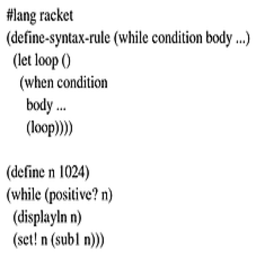 #lang racket
(define-syntax-rule (while condition body ...)
  (let loop ()
    (when condition
      body ...
      (loop))))

(define n 1024)
(while (positive? n)
  (displayln n)
  (set! n (sub1 n)))